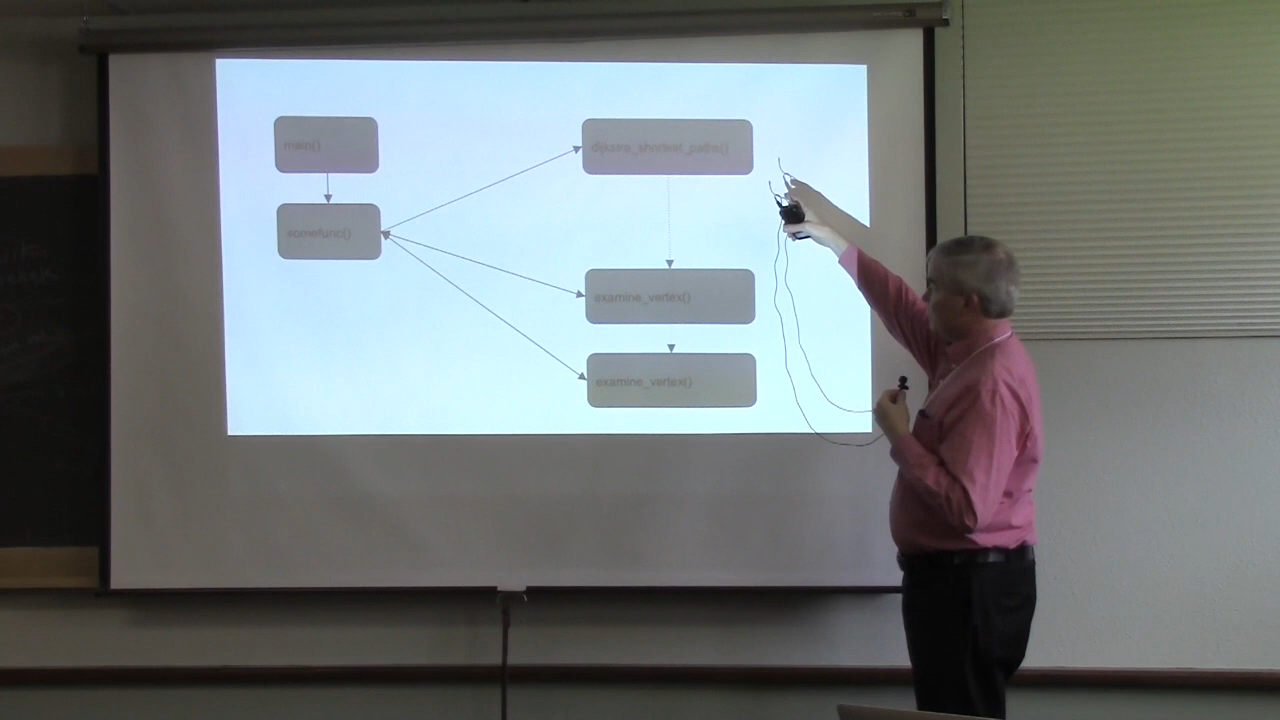 main()
dijkstra_shortest_paths()
somefunc()
examine_vertex()
examine_vertex()